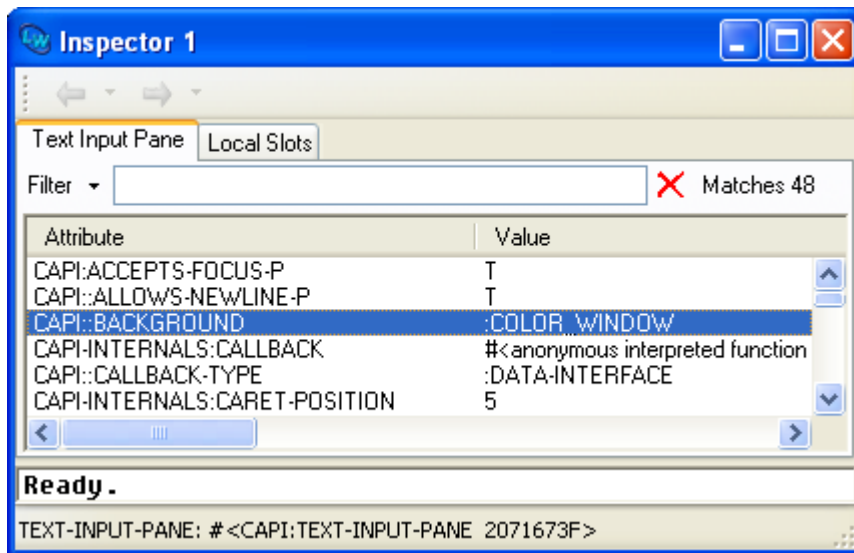 Inspector 1
Text Input Pane Local Slots
Filter Matches 48
Attribute Value
CAPI:ACCEPTS-FOCUS-P T
CAPI::ALLOWS-NEWLINE-P T
CAPI::BACKGROUND :COLOR_WINDOW
CAPI-INTERNALS:CALLBACK #<anonymous interpreted function
CAPI::CALLBACK-TYPE :DATA-INTERFACE
CAPI-INTERNALS:CARET-POSITION 5
Ready.
TEXT-INPUT-PANE: #<CAPI:TEXT-INPUT-PANE 2071673F>